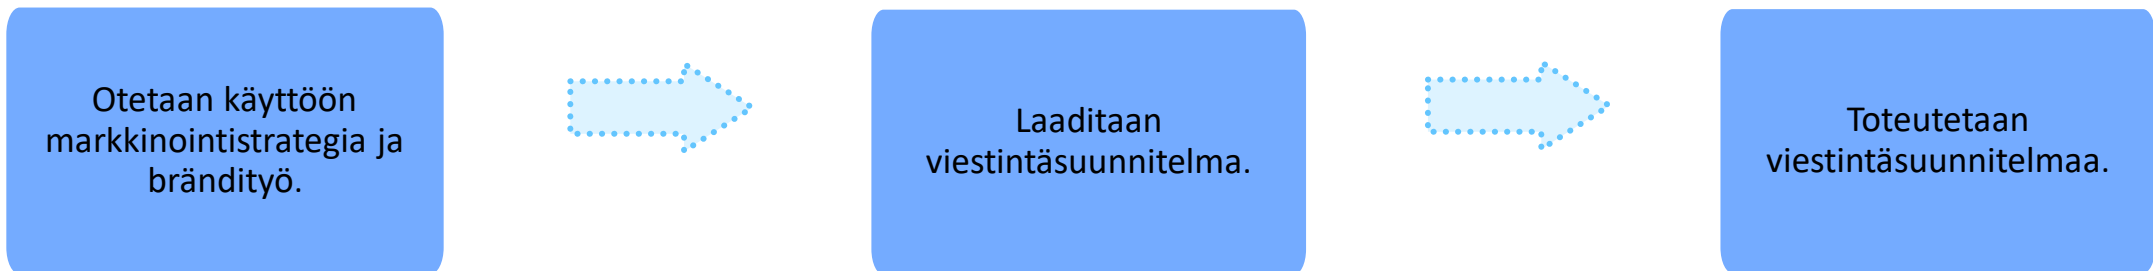 Otetaan käyttöön
markkinointistrategia ja
brändityö.
Laaditaan
viestintäsuunnitelma.
Toteutetaan
viestintäsuunnitelmaa.